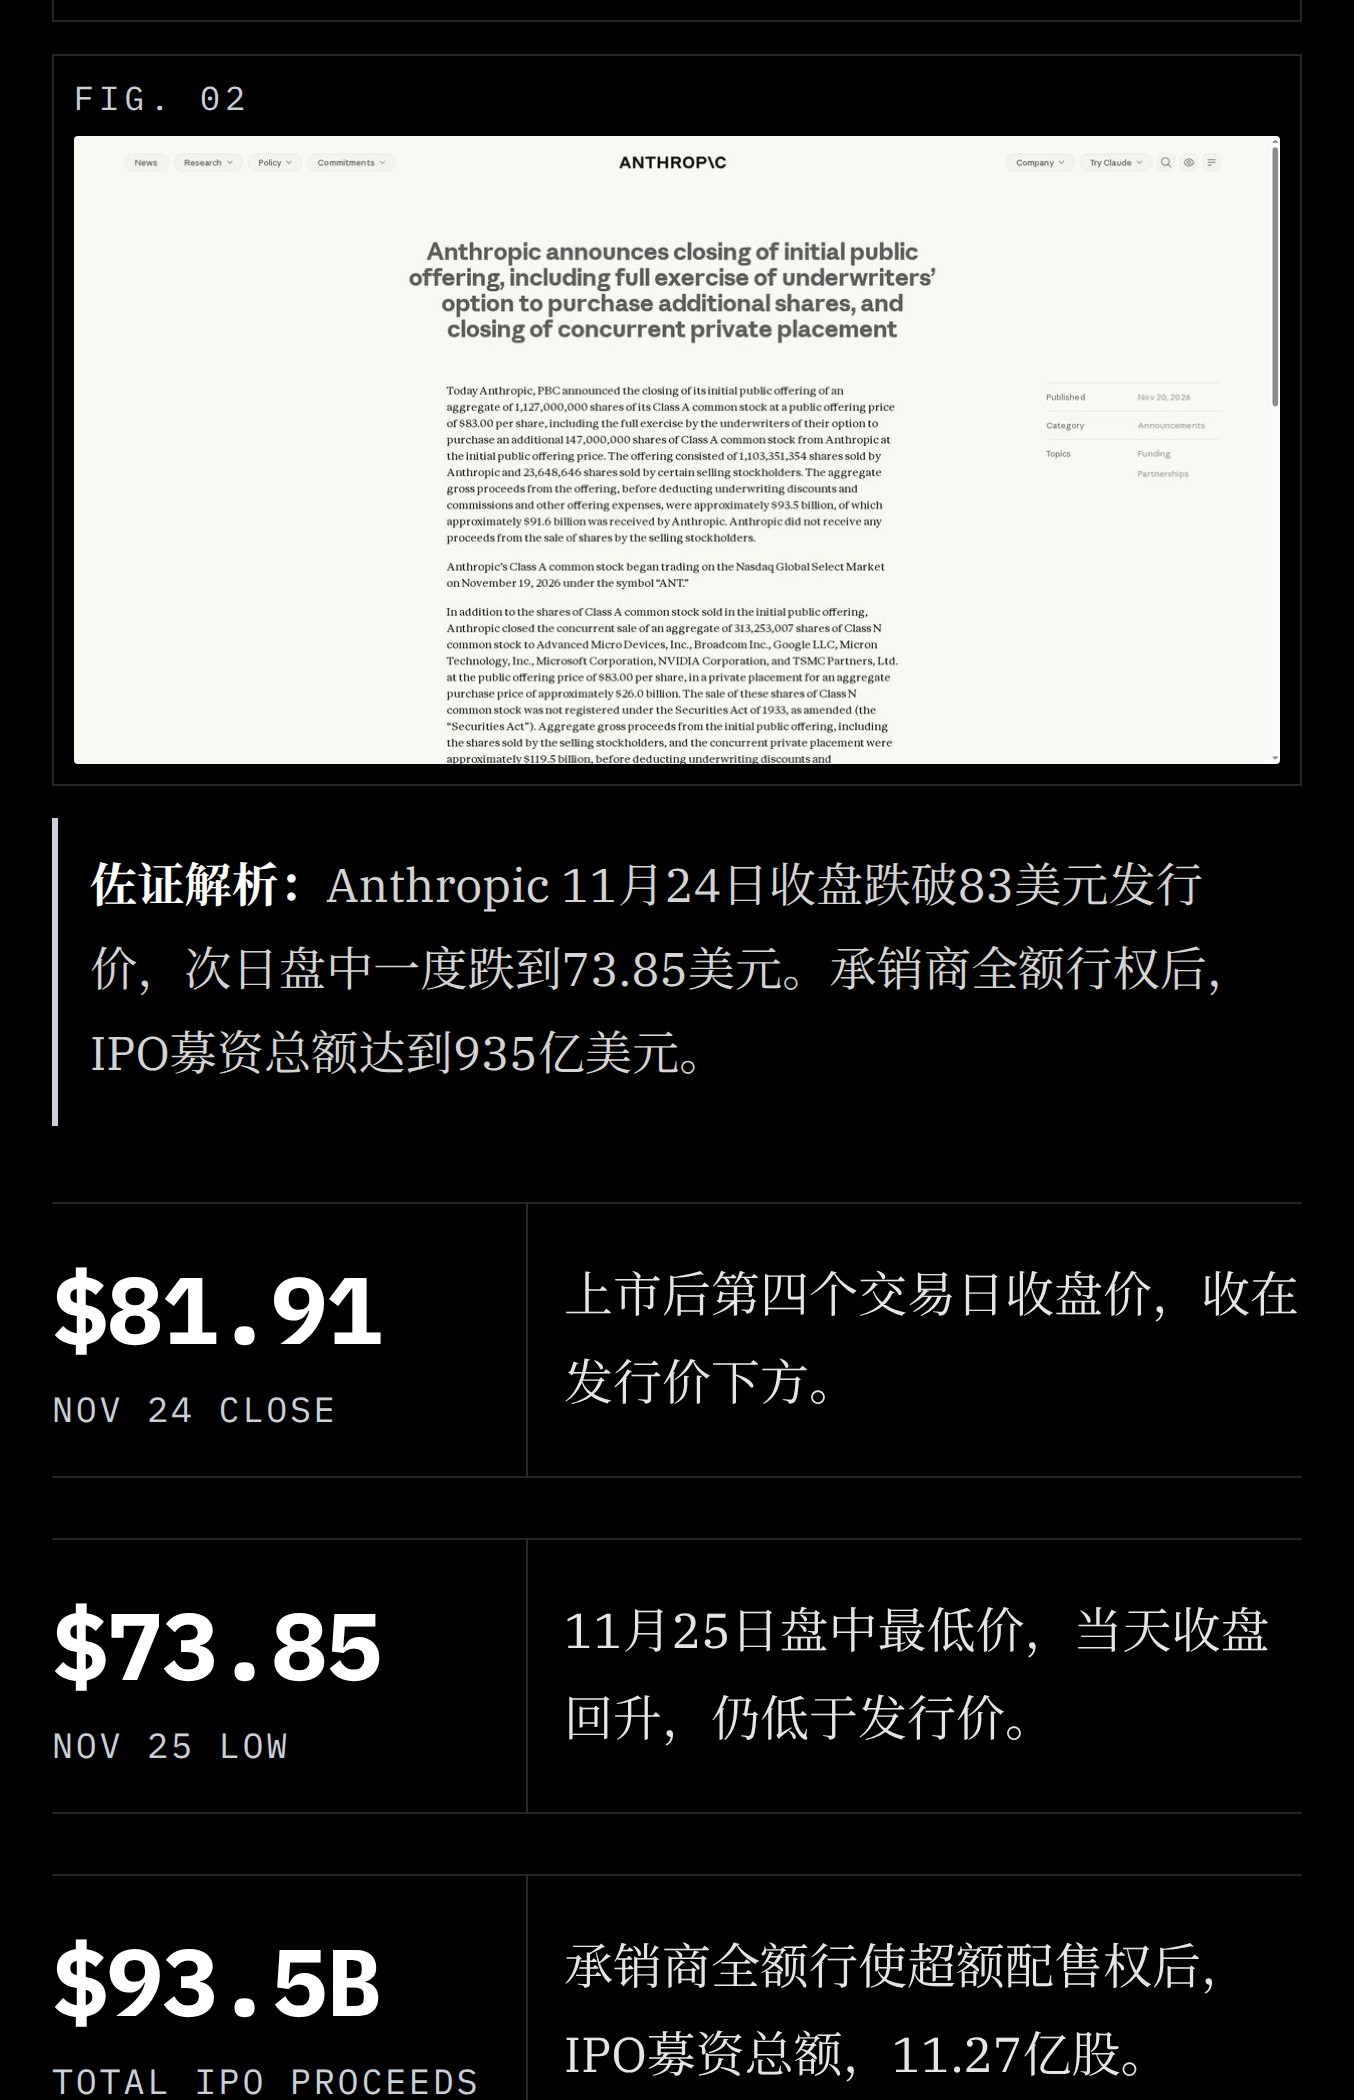 FIG. 02
News
Research
Policy
Commitments
ANTHROP\C
Company
Try Claude
Anthropic announces closing of initial public
offering, including full exercise of underwriters’
option to purchase additional shares, and
closing of concurrent private placement
Today Anthropic, PBC announced the closing of its initial public offering of an
aggregate of 1,127,000,000 shares of its Class A common stock at a public offering price
of $83.00 per share, including the full exercise by the underwriters of their option to
purchase an additional 147,000,000 shares of Class A common stock from Anthropic at
the initial public offering price. The offering consisted of 1,103,351,354 shares sold by
Anthropic and 23,648,646 shares sold by certain selling stockholders. The aggregate
gross proceeds from the offering, before deducting underwriting discounts and
commissions and other offering expenses, were approximately $93.5 billion, of which
approximately $91.6 billion was received by Anthropic. Anthropic did not receive any
proceeds from the sale of shares by the selling stockholders.
Anthropic’s Class A common stock began trading on the Nasdaq Global Select Market
on November 19, 2026 under the symbol “ANT.”
In addition to the shares of Class A common stock sold in the initial public offering,
Anthropic closed the concurrent sale of an aggregate of 313,253,007 shares of Class N
common stock to Advanced Micro Devices, Inc., Broadcom Inc., Google LLC, Micron
Technology, Inc., Microsoft Corporation, NVIDIA Corporation, and TSMC Partners, Ltd.
at the public offering price of $83.00 per share, in a private placement for an aggregate
purchase price of approximately $26.0 billion. The sale of these shares of Class N
common stock was not registered under the Securities Act of 1933, as amended (the
“Securities Act”). Aggregate gross proceeds from the initial public offering, including
the shares sold by the selling stockholders, and the concurrent private placement were
approximately $119.5 billion, before deducting underwriting discounts and
Published
Nov 20, 2026
Category
Announcements
Topics
Funding
Partnerships
佐证解析：Anthropic 11月24日收盘跌破83美元发行
价，次日盘中一度跌到73.85美元。承销商全额行权后，
IPO募资总额达到935亿美元。
$81.91
NOV 24 CLOSE
上市后第四个交易日收盘价，收在
发行价下方。
$73.85
NOV 25 LOW
11月25日盘中最低价，当天收盘
回升，仍低于发行价。
$93.5B
TOTAL IPO PROCEEDS
承销商全额行使超额配售权后，
IPO募资总额，11.27亿股。